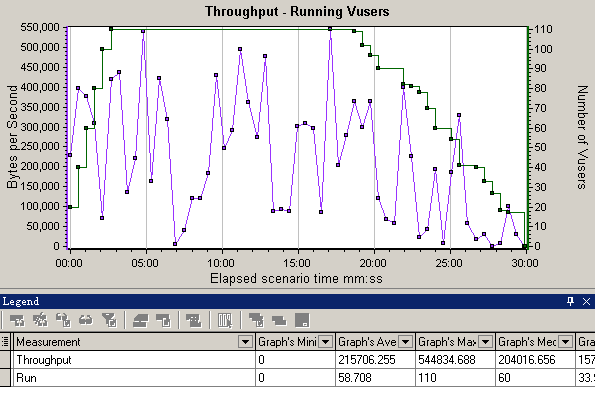 Throughput - Running Vusers
550,000
500,000
450,000
400,000
350,000
300,000
250,000
200,000
150,000
100,000
50,000
0
Bytes per Second
110
100
90
80
70
60
50
40
30
20
10
0
Number of Vusers
00:00 05:00 10:00 15:00 20:00 25:00 30:00
Elapsed scenario time mm:ss
Legend
Measurement Graph's Mini Graph's Ave Graph's Max Graph's Med Gra
Throughput 0 215706.255 544834.688 204016.656 157
Run 0 58.708 110 60 33.9